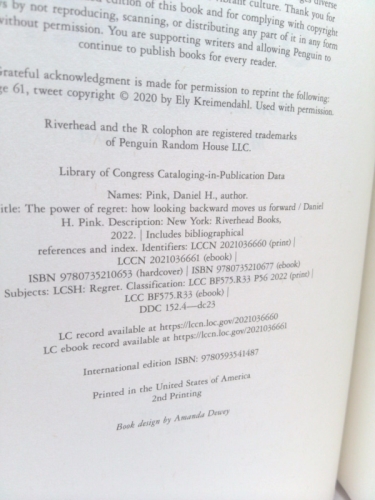 edition of this book and for complying with copyright
by not reproducing, scanning, or distributing any part of it in any form
without permission. You are supporting writers and allowing Penguin to
continue to publish books for every reader.
Grateful acknowledgment is made for permission to reprint the following:
ge 61, tweet copyright © 2020 by Ely Kreimendahl. Used with permission.
Riverhead and the R colophon are registered trademarks
of Penguin Random House LLC.
Library of Congress Cataloging-in-Publication Data
Names: Pink, Daniel H., author.
itle: The power of regret: how looking backward moves us forward / Daniel
H. Pink. Description: New York: Riverhead Books,
2022. | Includes bibliographical
references and index. Identifiers: LCCN 2021036660 (print) |
LCCN 2021036661 (ebook) |
ISBN 9780735210653 (hardcover) | ISBN 9780735210677 (ebook)
Subjects: LCSH: Regret. Classification: LCC BF575.R33 P56 2022 (print) |
LCC BF575.R33 (ebook) |
DDC 152.4—dc23
LC record available at https://lccn.loc.gov/2021036660
LC ebook record available at https://lccn.loc.gov/2021036661
International edition ISBN: 9780593541487
Printed in the United States of America
2nd Printing
Book design by Amanda Dewey